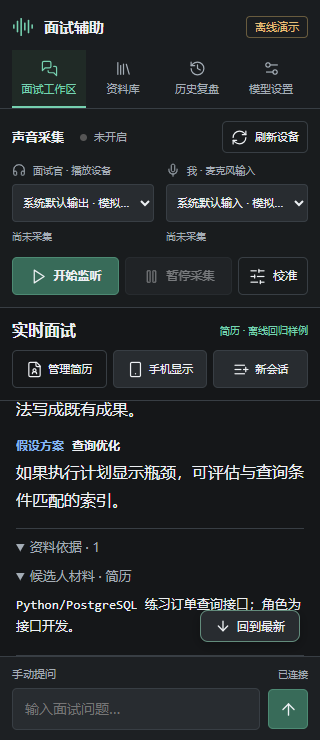 面试辅助
离线演示
面试工作区
资料库
历史复盘
模型设置
声音采集
未开启
刷新设备
面试官 · 播放设备
我 · 麦克风输入
系统默认输出 · 模拟...
系统默认输入 · 模拟...
尚未采集
尚未采集
开始监听
暂停采集
校准
实时面试
简历 · 离线回归样例
管理简历
手机显示
新会话
法写成既有成果。
假设方案 查询优化
如果执行计划显示瓶颈，可评估与查询条
件匹配的索引。
▼ 资料依据 · 1
▼ 候选人材料 · 简历
Python/PostgreSQL 练习订单查询接口；角色为
接口开发。
回到最新
手动提问
已连接
输入面试问题...